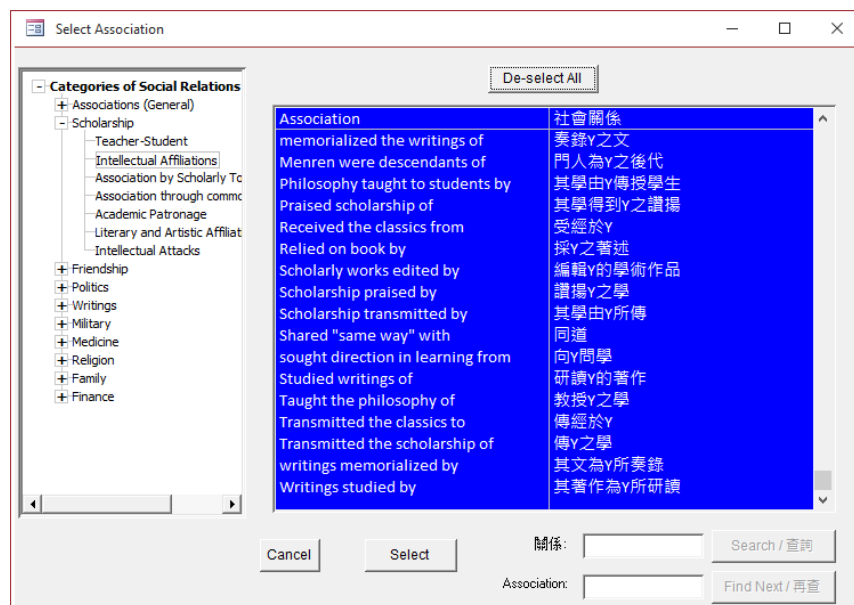 Select Association
De-select All
Categories of Social Relations
Associations (General)
Scholarship
Teacher-Student
Intellectual Affiliations
Association by Scholarly To
Association through commo
Academic Patronage
Literary and Artistic Affiliat
Intellectual Attacks
Friendship
Politics
Writings
Military
Medicine
Religion
Family
Finance
Association 社會關係
memorialized the writings of 奏錄Y之文
Menren were descendants of 門人為Y之後代
Philosophy taught to students by 其學由Y傳授學生
Praised scholarship of 其學得到Y之讚揚
Received the classics from 受經於Y
Relied on book by 採Y之著述
Scholarly works edited by 編輯Y的學術作品
Scholarship praised by 讚揚Y之學
Scholarship transmitted by 其學由Y所傳
Shared "same way" with 同道
sought direction in learning from 向Y問學
Studied writings of 研讀Y的著作
Taught the philosophy of 教授Y之學
Transmitted the classics to 傳經於Y
Transmitted the scholarship of 傳Y之學
writings memorialized by 其文為Y所奏錄
Writings studied by 其著作為Y所研讀
Cancel
Select
關係:
Search / 查詢
Association:
Find Next / 再查